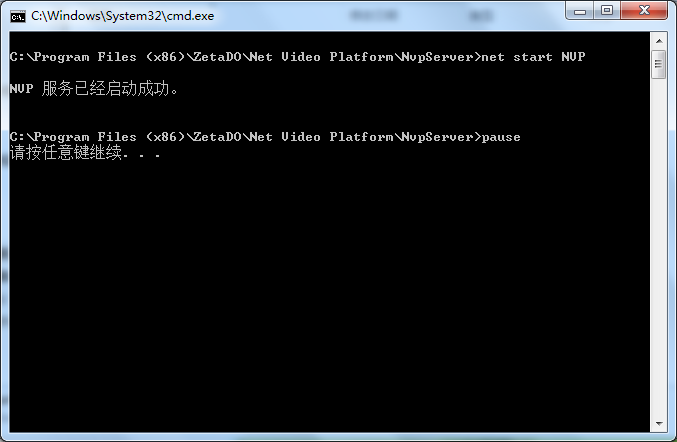 C:\Windows\System32\cmd.exe
C:\Program Files (x86)\ZetaDO\Net Video Platform\NvpServer>net start NVP
NVP 服务已经启动成功。
C:\Program Files (x86)\ZetaDO\Net Video Platform\NvpServer>pause
请按任意键继续. . .